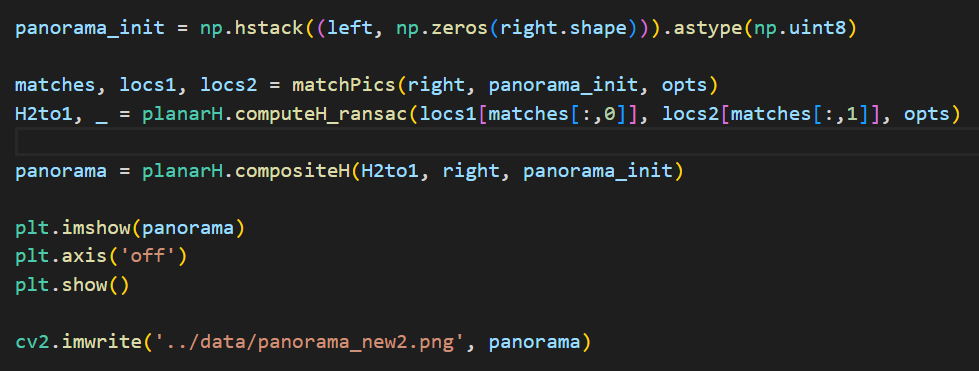 panorama_init = np.hstack((left, np.zeros(right.shape))).astype(np.uint8)
matches, locs1, locs2 = matchPics(right, panorama_init, opts)
H2to1, _ = planarH.computeH_ransac(locs1[matches[:,0]], locs2[matches[:,1]], opts)
panorama = planarH.compositeH(H2to1, right, panorama_init)
plt.imshow(panorama)
plt.axis('off')
plt.show()
cv2.imwrite('../data/panorama_new2.png', panorama)